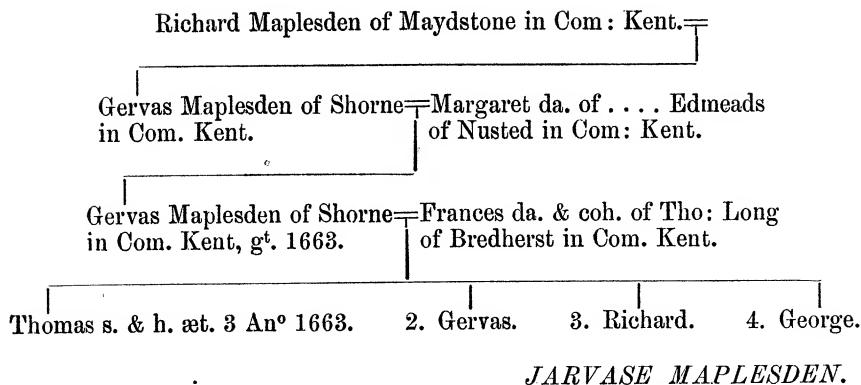 Richard Maplesden of Maydstone in Com: Kent.
Gervas Maplesden of Shorne Margaret da. of . . . . Edmeads
in Com. Kent. of Nusted in Com: Kent.
Gervas Maplesden of Shorne Frances da. & coh. of Tho: Long
in Com. Kent, gᵗ. 1663. of Bredherst in Com. Kent.
Thomas s. & h. æt. 3 Anᵒ 1663. 2. Gervas. 3. Richard. 4. George.
JARVASE MAPLESDEN.